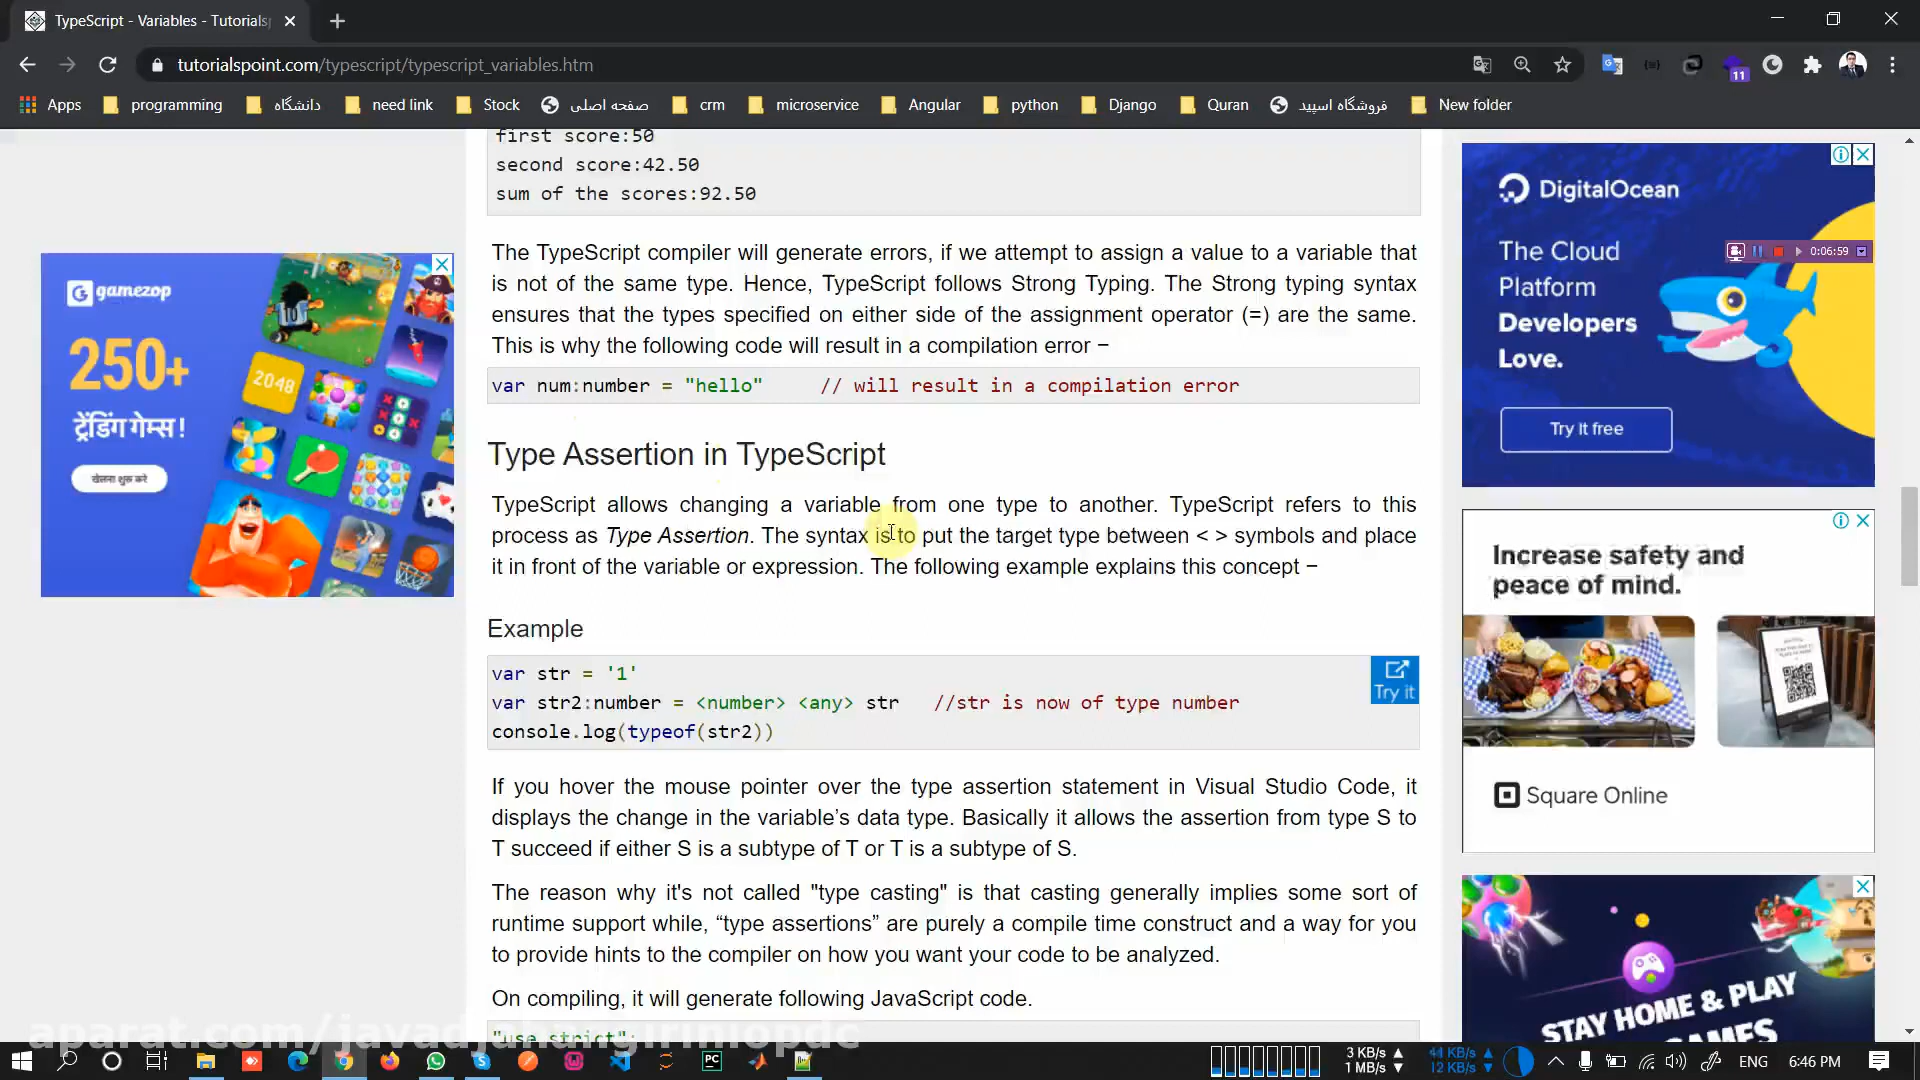 TypeScript - Variables - Tutorials
tutorialspoint.com/typescript/typescript_variables.htm
11
Apps
programming
دانشگاه
need link
Stock
صفحه اصلی
crm
microservice
Angular
python
Django
Quran
فروشگاه اسپید
New folder
first score:50
second score:42.50
sum of the scores:92.50
The TypeScript compiler will generate errors, if we attempt to assign a value to a variable that
is not of the same type. Hence, TypeScript follows Strong Typing. The Strong typing syntax
ensures that the types specified on either side of the assignment operator (=) are the same.
This is why the following code will result in a compilation error −
var num:number = "hello" // will result in a compilation error
Type Assertion in TypeScript
TypeScript allows changing a variable from one type to another. TypeScript refers to this
process as Type Assertion. The syntax is to put the target type between < > symbols and place
it in front of the variable or expression. The following example explains this concept −
Example
var str = '1'
var str2:number = <number> <any> str //str is now of type number
console.log(typeof(str2))
Try it
If you hover the mouse pointer over the type assertion statement in Visual Studio Code, it
displays the change in the variable’s data type. Basically it allows the assertion from type S to
T succeed if either S is a subtype of T or T is a subtype of S.
The reason why it's not called "type casting" is that casting generally implies some sort of
runtime support while, “type assertions” are purely a compile time construct and a way for you
to provide hints to the compiler on how you want your code to be analyzed.
On compiling, it will generate following JavaScript code.
"use strict";
gamezop
250+
ट्रेंडिंग गेम्स !
खेलना शुरू करे
2048
10
DigitalOcean
The Cloud
Platform
Developers
Love.
Try It free
0:06:59
Increase safety and
peace of mind.
Square Online
STAY HOME & PLAY
GAMES
PC
3 KB/s
1 MB/s
12 KB/s
ENG
6:46 PM